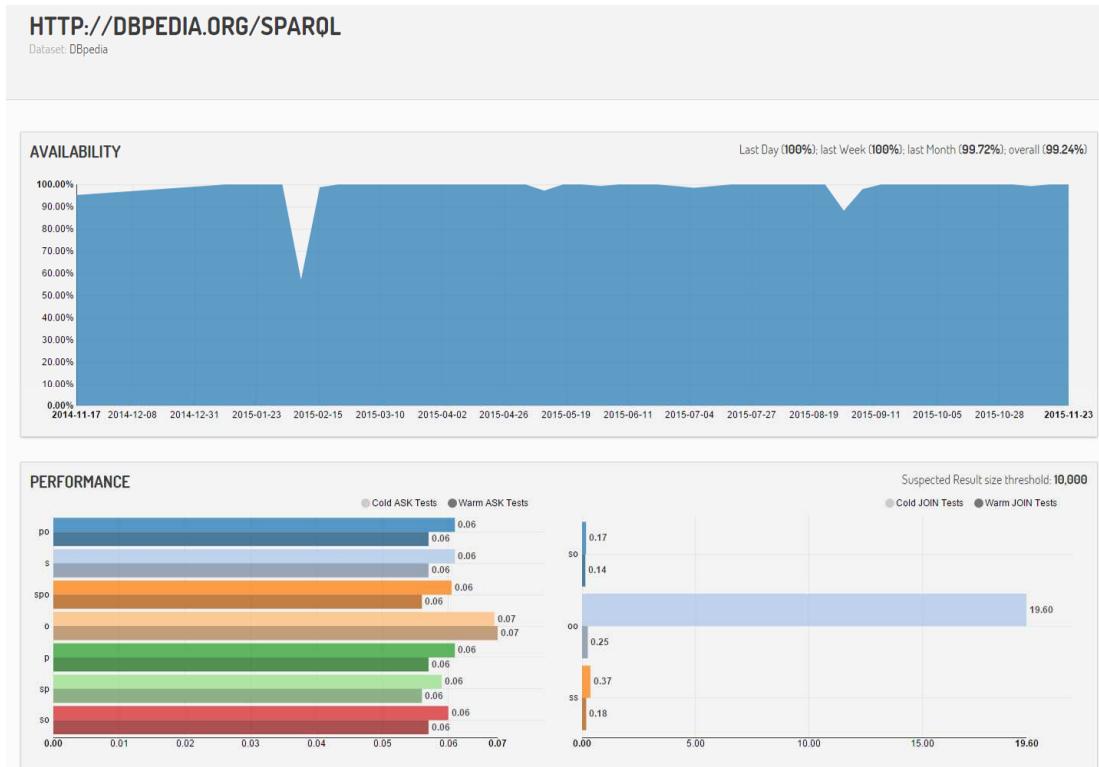 HTTP://DBPEDIA.ORG/SPARQL
Dataset: DBpedia
AVAILABILITY
Last Day (100%); last Week (100%); last Month (99.72%); overall (99.24%)
100.00%
90.00%
80.00%
70.00%
60.00%
50.00%
40.00%
30.00%
20.00%
10.00%
0.00%
2014-11-17 2014-12-08 2014-12-31 2015-01-23 2015-02-15 2015-03-10 2015-04-02 2015-04-26 2015-05-19 2015-06-11 2015-07-04 2015-07-27 2015-08-19 2015-09-11 2015-10-05 2015-10-28 2015-11-23
PERFORMANCE
Suspected Result size threshold: 10,000
Cold ASK Tests Warm ASK Tests
po 0.06
0.06
s 0.06
0.06
spo 0.06
0.06
o 0.07
0.07
p 0.06
0.06
sp 0.06
0.06
so 0.06
0.06
0.00 0.01 0.02 0.03 0.04 0.05 0.06 0.07
Cold JOIN Tests Warm JOIN Tests
so 0.17
0.14
oo 19.60
0.25
ss 0.37
0.18
0.00 5.00 10.00 15.00 19.60